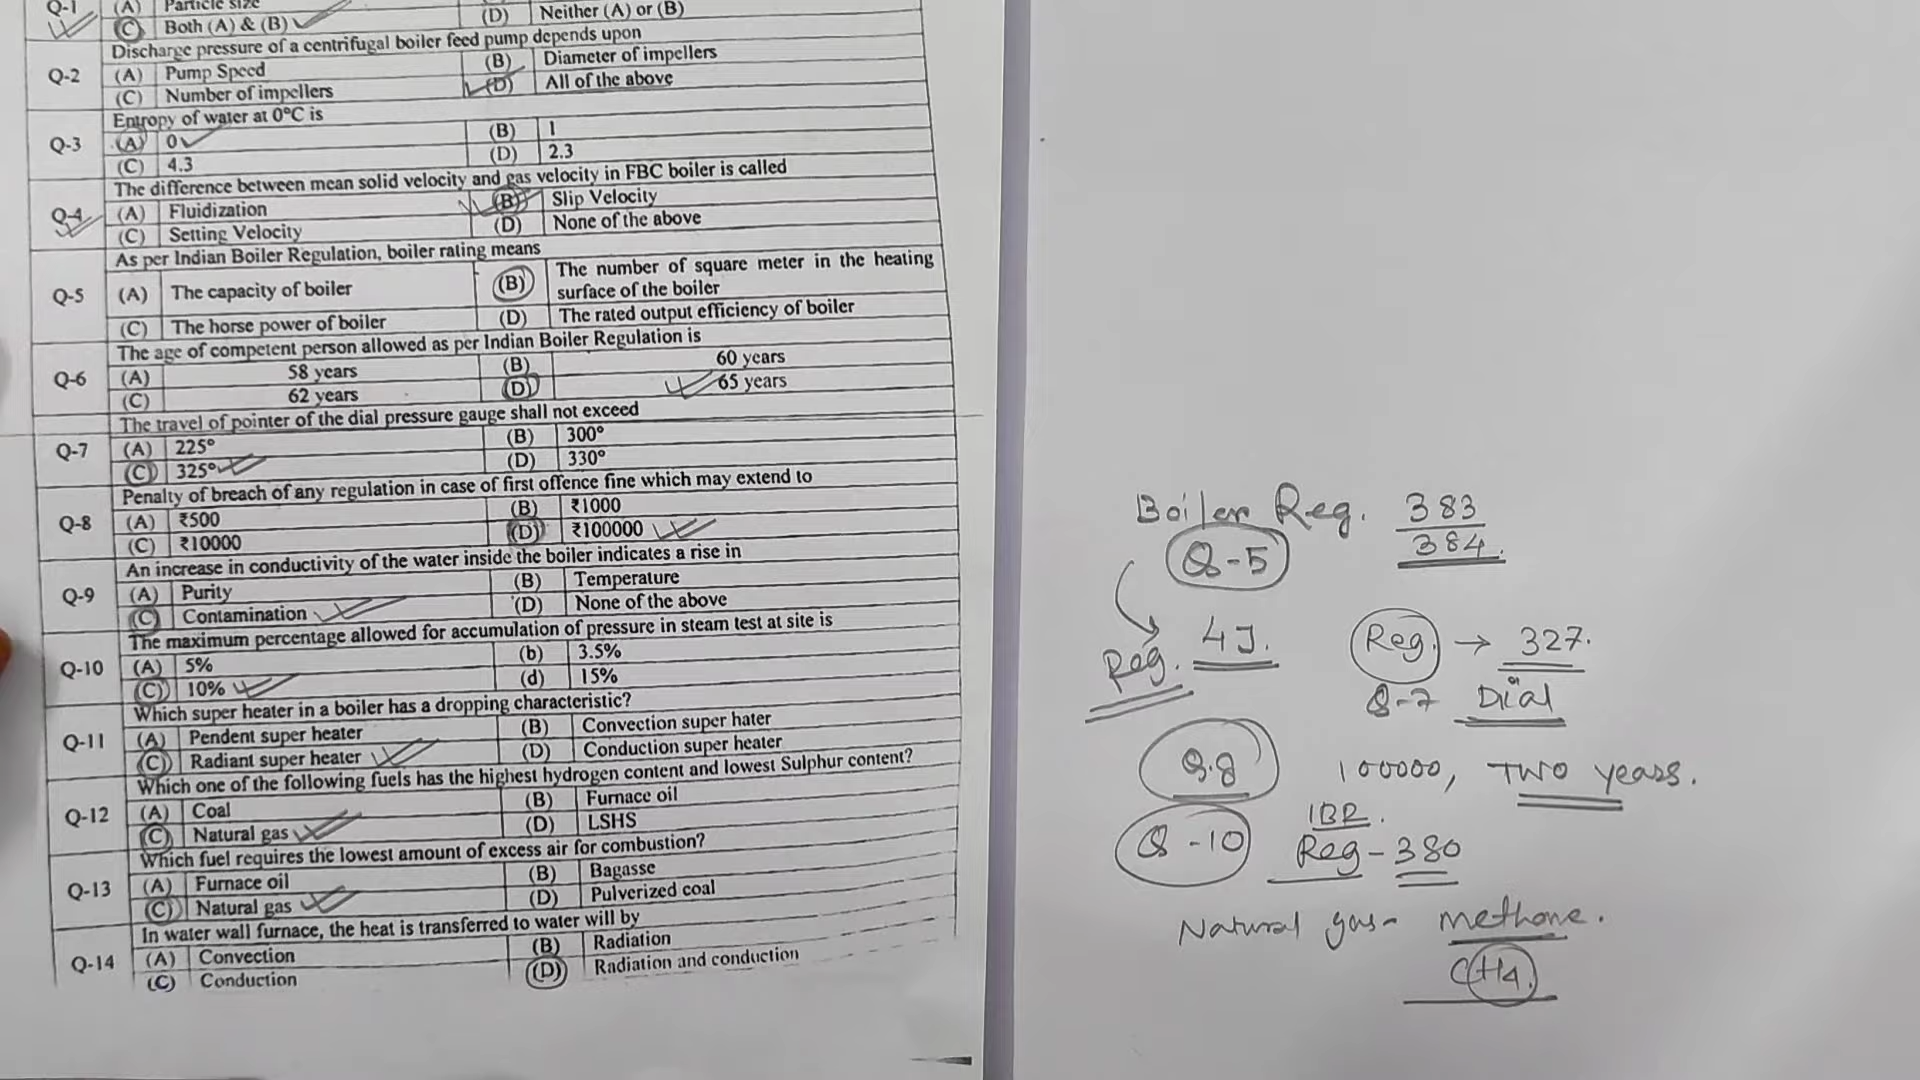 Q-1 (A) Particle size
(C) Both (A) & (B) (D) Neither (A) or (B)
Discharge pressure of a centrifugal boiler feed pump depends upon
Q-2 (A) Pump Speed (B) Diameter of impellers
(C) Number of impellers (D) All of the above
Entropy of water at 0°C is
Q-3 (A) 0 (B) 1
(C) 4.3 (D) 2.3
The difference between mean solid velocity and gas velocity in FBC boiler is called
Q-4 (A) Fluidization (B) Slip Velocity
(C) Setting Velocity (D) None of the above
As per Indian Boiler Regulation, boiler rating means
Q-5 (A) The capacity of boiler (B) The number of square meter in the heating
surface of the boiler
(C) The horse power of boiler (D) The rated output efficiency of boiler
The age of competent person allowed as per Indian Boiler Regulation is
Q-6 (A) 58 years (B) 60 years
(C) 62 years (D) 65 years
The travel of pointer of the dial pressure gauge shall not exceed
Q-7 (A) 225° (B) 300°
(C) 325° (D) 330°
Penalty of breach of any regulation in case of first offence fine which may extend to
Q-8 (A) ₹500 (B) ₹1000
(C) ₹10000 (D) ₹100000
An increase in conductivity of the water inside the boiler indicates a rise in
Q-9 (A) Purity (B) Temperature
(C) Contamination (D) None of the above
The maximum percentage allowed for accumulation of pressure in steam test at site is
Q-10 (A) 5% (b) 3.5%
(C) 10% (d) 15%
Which super heater in a boiler has a dropping characteristic?
Q-11 (A) Pendent super heater (B) Convection super hater
(C) Radiant super heater (D) Conduction super heater
Which one of the following fuels has the highest hydrogen content and lowest Sulphur content?
Q-12 (A) Coal (B) Furnace oil
(C) Natural gas (D) LSHS
Which fuel requires the lowest amount of excess air for combustion?
Q-13 (A) Furnace oil (B) Bagasse
(C) Natural gas (D) Pulverized coal
In water wall furnace, the heat is transferred to water will by
Q-14 (A) Convection (B) Radiation
(C) Conduction (D) Radiation and conduction
Boiler Reg. 383
384.
Q-5
Reg. 4J.
Reg. → 327.
Q-7 Dial
Q.8 100000, TWO years.
IBR.
Q-10 Reg-380
Natural gas- methane.
CH4.